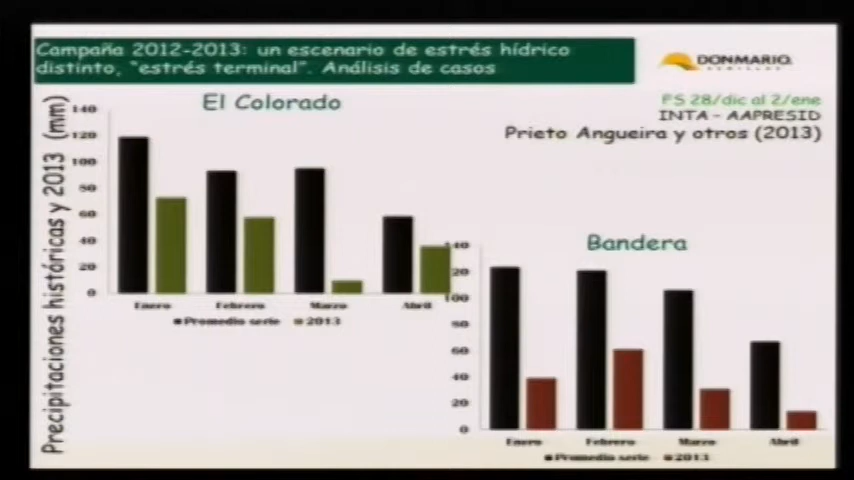 Campaña 2012-2013: un escenario de estrés hídrico
distinto, “estrés terminal”. Análisis de casos
DONMARIO.
SEMILLAS
FS 28/dic al 2/ene
INTA - AAPRESID
Prieto Angueira y otros (2013)
Precipitaciones históricas y 2013 (mm)
El Colorado
140
120
100
80
60
40
20
0
Enero Febrero Marzo Abril
Promedio serie 2013
Bandera
140
120
100
80
60
40
20
0
Enero Febrero Marzo Abril
Promedio serie 2013